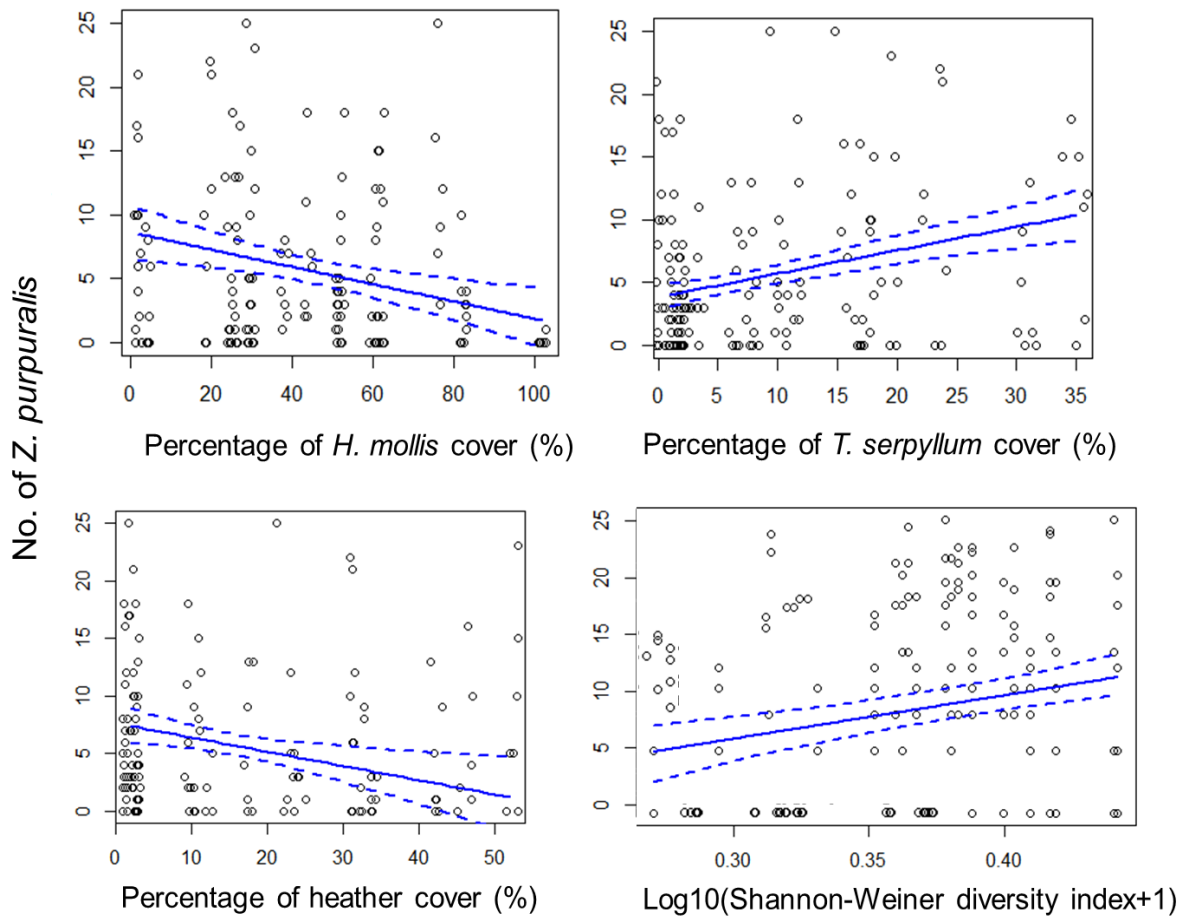 No. of Z. purpuralis
25
20
15
10
5
0
0 20 40 60 80 100
Percentage of H. mollis cover (%)
25
20
15
10
5
0
0 5 10 15 20 25 30 35
Percentage of T. serpyllum cover (%)
25
20
15
10
5
0
0 10 20 30 40 50
Percentage of heather cover (%)
25
20
15
10
5
0
0.30 0.35 0.40
Log10(Shannon-Weiner diversity index+1)